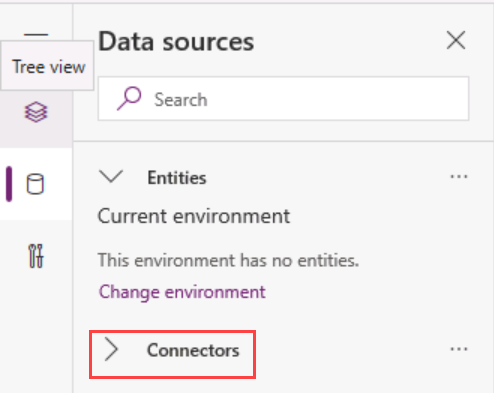 Data sources
Tree view
Search
Entities
Current environment
This environment has no entities.
Change environment
Connectors